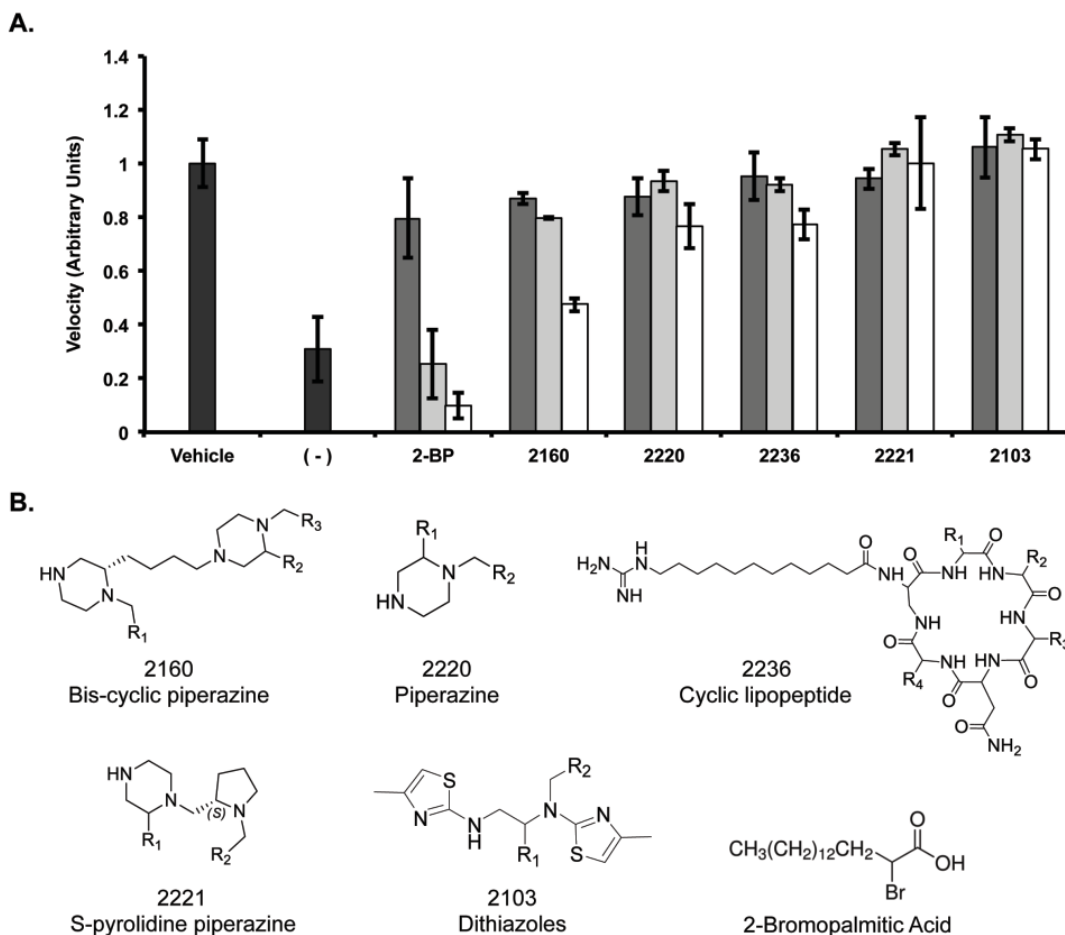 A.
Velocity (Arbitrary Units)
1.4
1.2
1
0.8
0.6
0.4
0.2
0
Vehicle (-) 2-BP 2160 2220 2236 2221 2103
B.
HN N R1 N N R3 R2
2160
Bis-cyclic piperazine
R1 N R2 HN
2220
Piperazine
H2N H N NH O HN O R1 O HN NH R2 O NH NH R3 O HN O NH O R4 O NH2
2236
Cyclic lipopeptide
HN N R1 (S) N R2
2221
S-pyrolidine piperazine
S N N H R1 N R2 N S
2103
Dithiazoles
CH3(CH2)12CH2 O OH Br
2-Bromopalmitic Acid